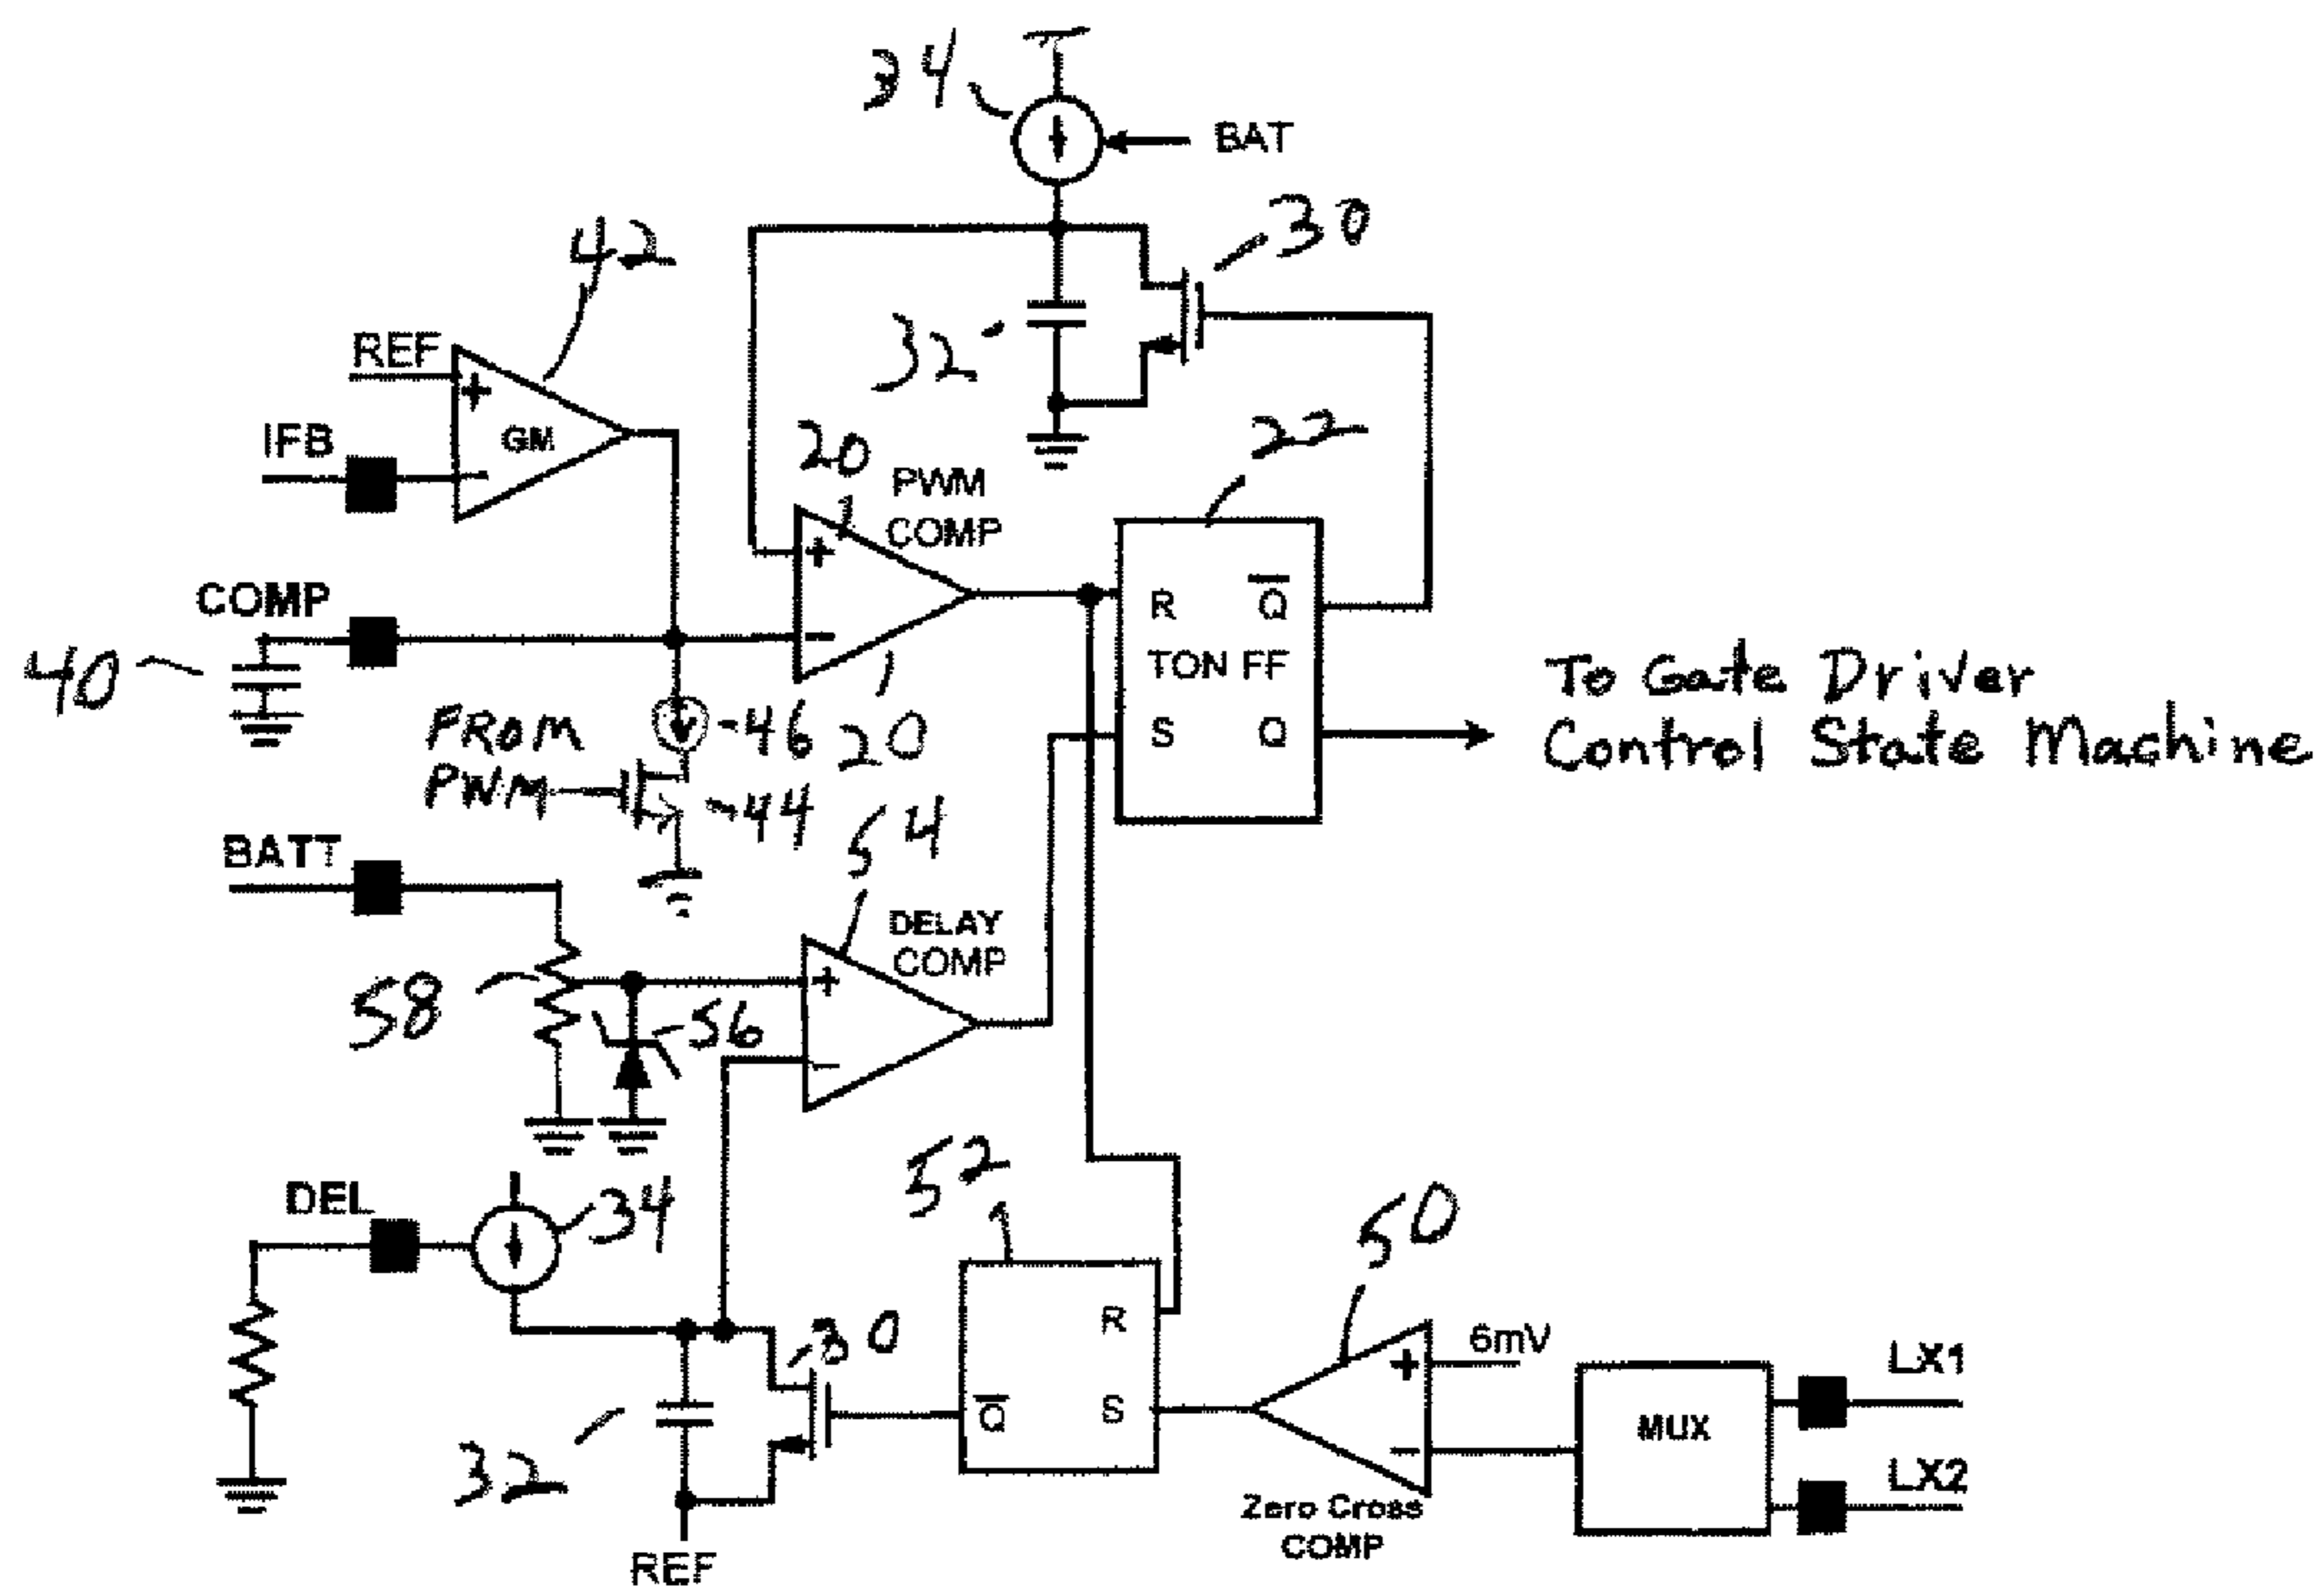 34
BAT
30
42
REF
+
GM
IFB
−
32
22
20
PWM
COMP
+
−
COMP
40
R
Q̅
TON FF
S
Q
To Gate Driver
Control State Machine
FROM
PWM
46
20
44
BATT
54
DELAY
COMP
+
−
58
56
DEL
34
52
50
30
R
Q̅
S
6mV
+
−
MUX
LX1
LX2
32
Zero Cross
COMP
REF